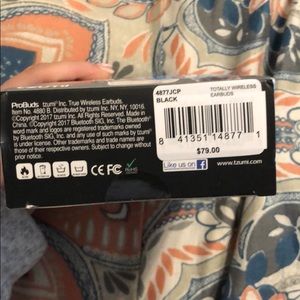 ProBuds tzumi® Inc. True Wireless Earbuds.
Item No. 4880 B. Distributed by tzumi Inc. NY, NY, 10016.
©Copyright 2017 tzumi Inc. All Rights Reserved. Made in
©Copyright 2017 Bluetooth SIG, Inc. The Bluetooth®
word mark and logos are registered trademarks owned
by Bluetooth SIG, Inc. and any use of such marks by tzumi®
is under license. Other trademarks and trade names are
those of their respective owners. Subject to change without
prior notice.
CE
RoHS
4877JCP
BLACK
TOTALLY WIRELESS
EARBUDS
8 41351 14877 1
$79.00
Like us on f
www.tzumi.com